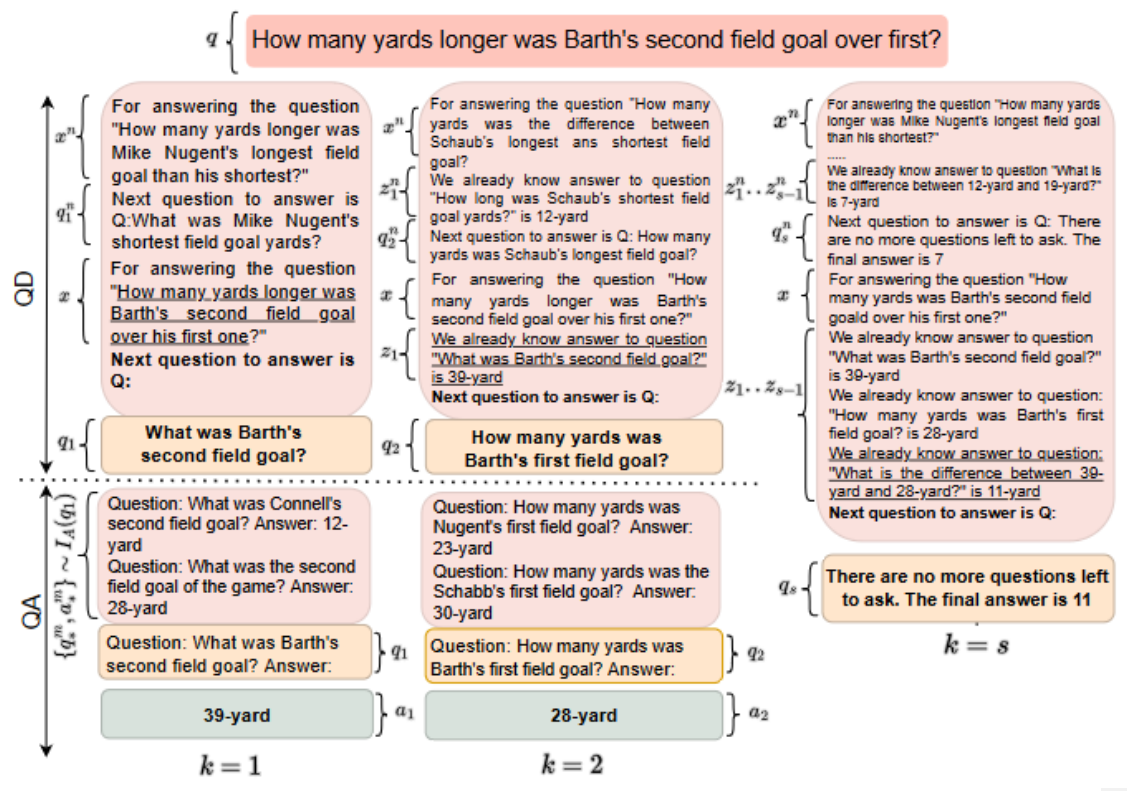 q
How many yards longer was Barth's second field goal over first?
QD
x^n
For answering the question
"How many yards longer was
Mike Nugent's longest field
goal than his shortest?"
q_1^n
Next question to answer is
Q:What was Mike Nugent's
shortest field goal yards?
x
For answering the question
"How many yards longer was
Barth's second field goal
over his first one?"
Next question to answer is
Q:
q_1
What was Barth's
second field goal?
x^n
For answering the question "How many
yards was the difference between
Schaub's longest ans shortest field
goal?
z_1^n
We already know answer to question
"How long was Schaub's shortest field
goal yards?" is 12-yard
q_2^n
Next question to answer is Q: How many
yards was Schaub's longest field goal?
x
For answering the question "How
many yards longer was Barth's
second field goal over his first one?"
z_1
We already know answer to question
"What was Barth's second field goal?"
is 39-yard
Next question to answer is Q:
q_2
How many yards was
Barth's first field goal?
x^n
For answering the question "How many yards
longer was Mike Nugent's longest field goal
than his shortest?"
.....
z_1^n..z_{s-1}^n
We already know answer to question "What is
the difference between 12-yard and 19-yard?"
is 7-yard
q_s^n
Next question to answer is Q: There
are no more questions left to ask. The
final answer is 7
x
For answering the question "How
many yards was Barth's second field
goald over his first one?"
z_1..z_{s-1}
We already know answer to question
"What was Barth's second field goal?"
is 39-yard
We already know answer to question:
"How many yards was Barth's first
field goal? is 28-yard
We already know answer to question:
"What is the difference between 39-
yard and 28-yard?" is 11-yard
Next question to answer is Q:
q_s
There are no more questions left
to ask. The final answer is 11
k = s
QA
{q_*^m, a_*^m} ~ I_A(q_1)
Question: What was Connell's
second field goal? Answer: 12-
yard
Question: What was the second
field goal of the game? Answer:
28-yard
Question: What was Barth's
second field goal? Answer:
q_1
39-yard
a_1
k = 1
Question: How many yards was
Nugent's first field goal? Answer:
23-yard
Question: How many yards was the
Schabb's first field goal? Answer:
30-yard
Question: How many yards was
Barth's first field goal? Answer:
q_2
28-yard
a_2
k = 2